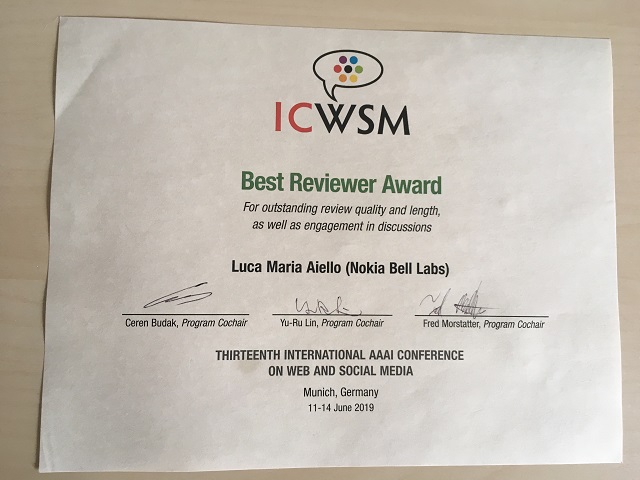 ICWSM
Best Reviewer Award
For outstanding review quality and length,
as well as engagement in discussions
Luca Maria Aiello (Nokia Bell Labs)
Ceren Budak, Program Cochair
Yu-Ru Lin, Program Cochair
Fred Morstatter, Program Cochair
THIRTEENTH INTERNATIONAL AAAI CONFERENCE
ON WEB AND SOCIAL MEDIA
Munich, Germany
11-14 June 2019